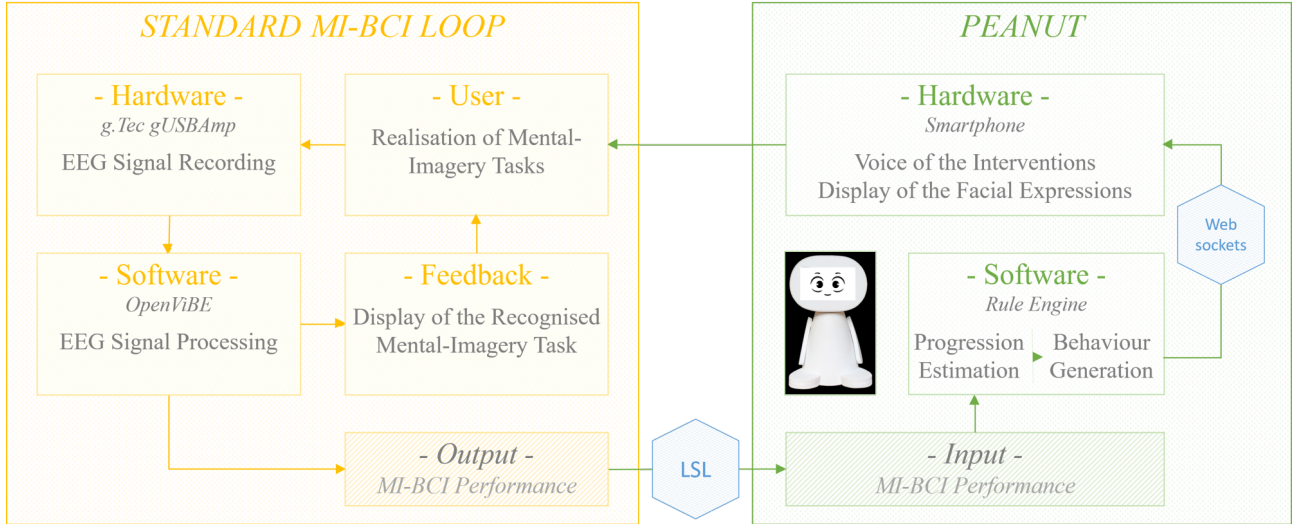 STANDARD MI-BCI LOOP
- Hardware -
g.Tec gUSBAmp
EEG Signal Recording
- User -
Realisation of Mental-
Imagery Tasks
- Software -
OpenViBE
EEG Signal Processing
- Feedback -
Display of the Recognised
Mental-Imagery Task
- Output -
MI-BCI Performance
LSL
PEANUT
- Hardware -
Smartphone
Voice of the Interventions
Display of the Facial Expressions
Web
sockets
- Software -
Rule Engine
Progression
Estimation
Behaviour
Generation
- Input -
MI-BCI Performance